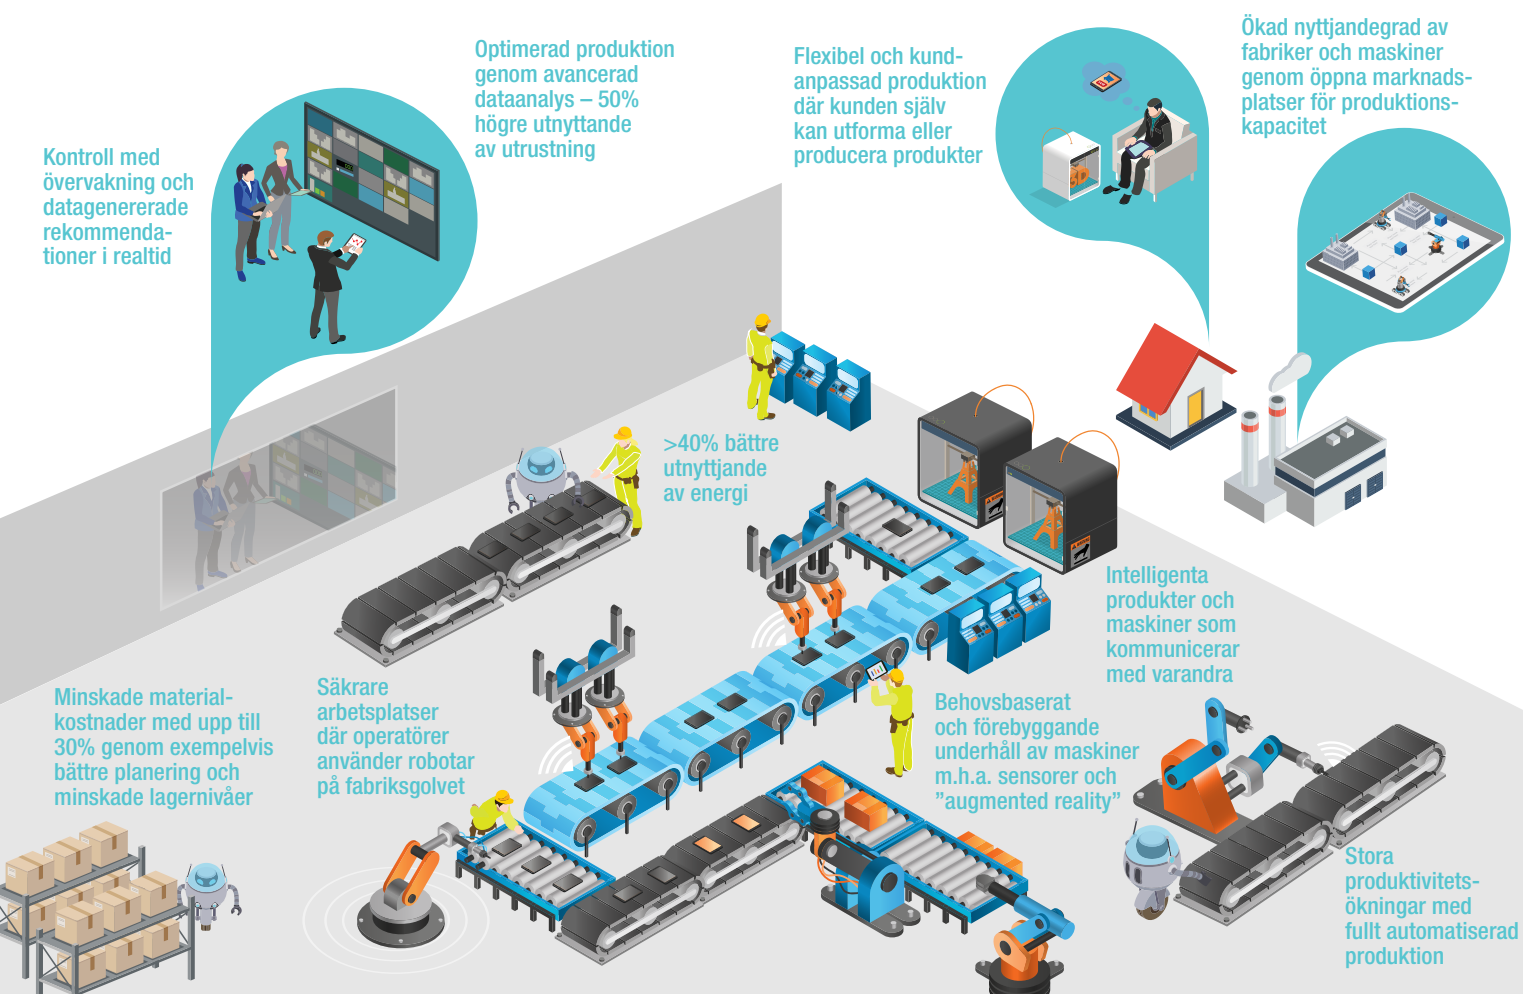 Kontroll med
övervakning och
datagenererade
rekommenda-
tioner i realtid
Optimerad produktion
genom avancerad
dataanalys – 50%
högre utnyttande
av utrustning
Flexibel och kund-
anpassad produktion
där kunden själv
kan utforma eller
producera produkter
Ökad nyttjandegrad av
fabriker och maskiner
genom öppna marknads-
platser för produktions-
kapacitet
3D
>40% bättre
utnyttjande
av energi
Intelligenta
produkter och
maskiner som
kommunicerar
med varandra
Minskade material-
kostnader med upp till
30% genom exempelvis
bättre planering och
minskade lagernivåer
Säkrare
arbetsplatser
där operatörer
använder robotar
på fabriksgolvet
Behovsbaserat
och förebyggande
underhåll av maskiner
m.h.a. sensorer och
”augmented reality”
Stora
produktivitets-
ökningar med
fullt automatiserad
produktion